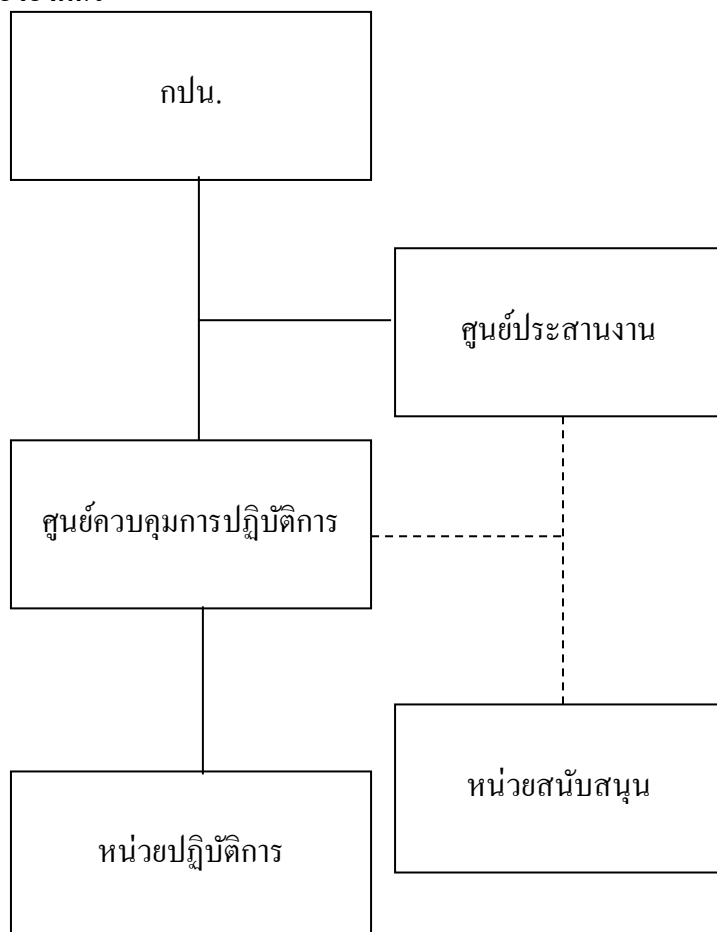 กปน.
ศูนย์ประสานงาน
ศูนย์ควบคุมการปฏิบัติการ
หน่วยสนับสนุน
หน่วยปฏิบัติการ